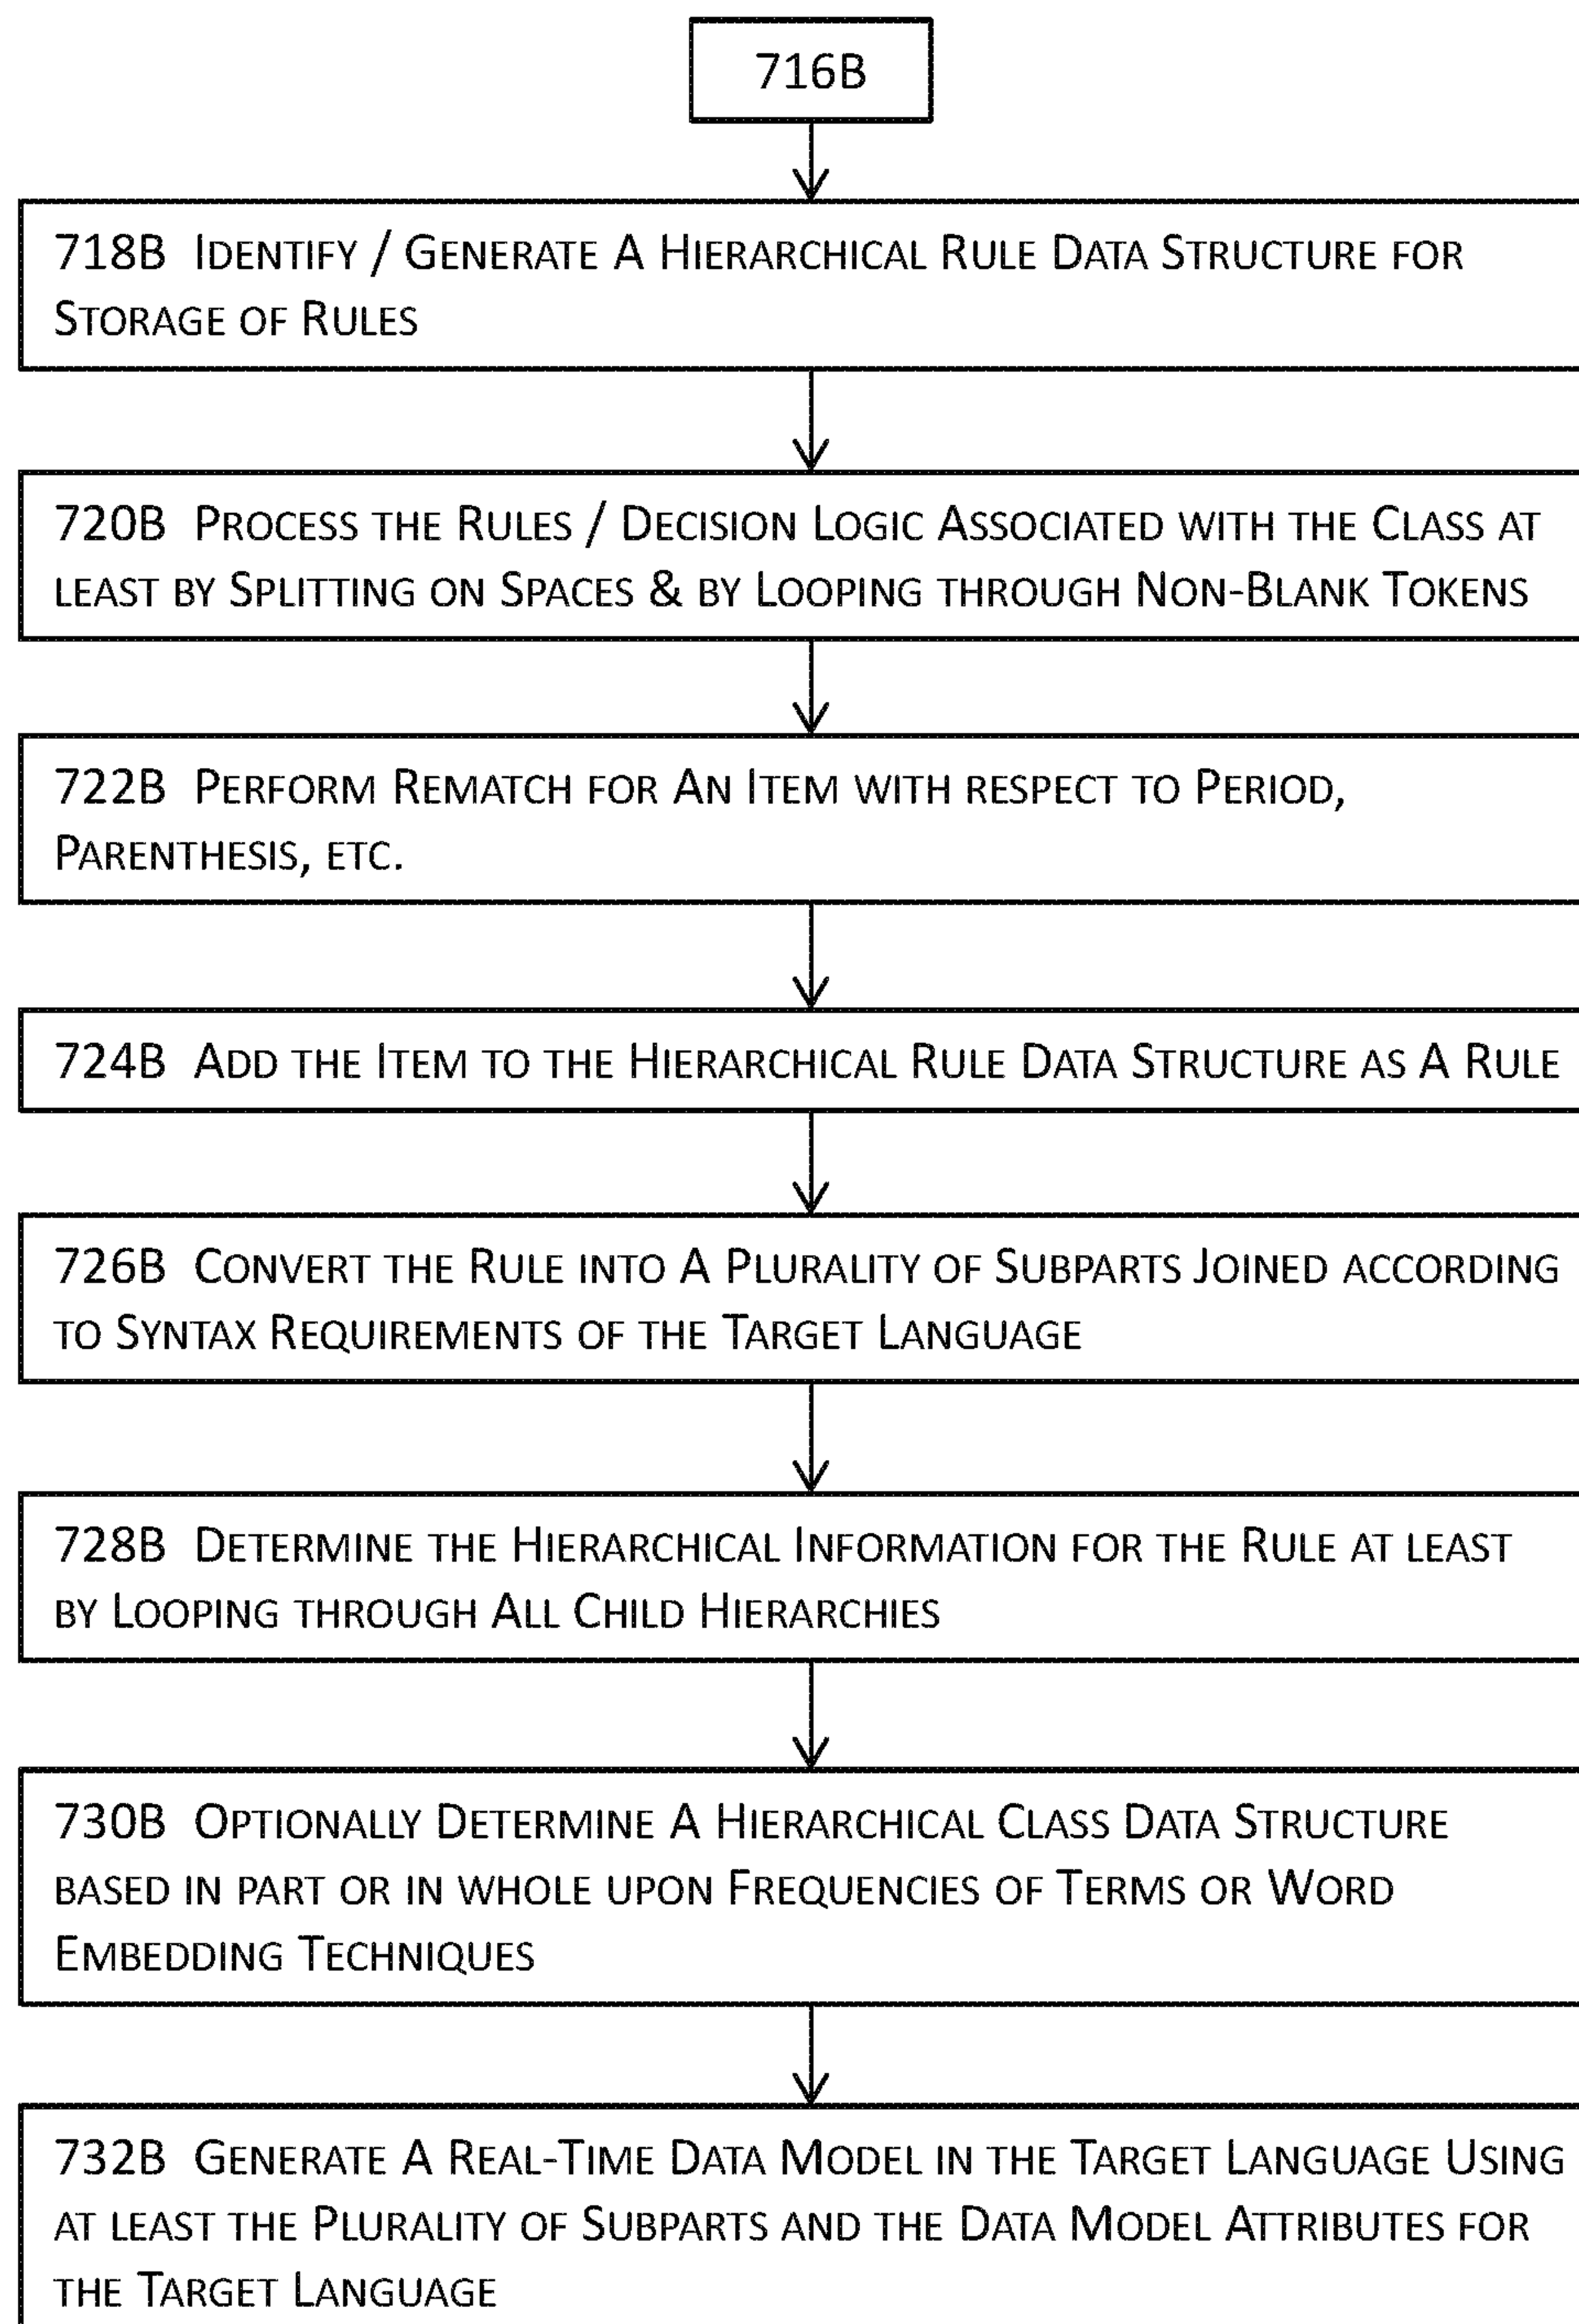 716B
718B Identify / Generate A Hierarchical Rule Data Structure for
Storage of Rules
720B Process the Rules / Decision Logic Associated with the Class at
least by Splitting on Spaces & by Looping through Non-Blank Tokens
722B Perform Rematch for An Item with respect to Period,
Parenthesis, etc.
724B Add the Item to the Hierarchical Rule Data Structure as A Rule
726B Convert the Rule into A Plurality of Subparts Joined according
to Syntax Requirements of the Target Language
728B Determine the Hierarchical Information for the Rule at least
by Looping through All Child Hierarchies
730B Optionally Determine A Hierarchical Class Data Structure
based in part or in whole upon Frequencies of Terms or Word
Embedding Techniques
732B Generate A Real-Time Data Model in the Target Language Using
at least the Plurality of Subparts and the Data Model Attributes for
the Target Language